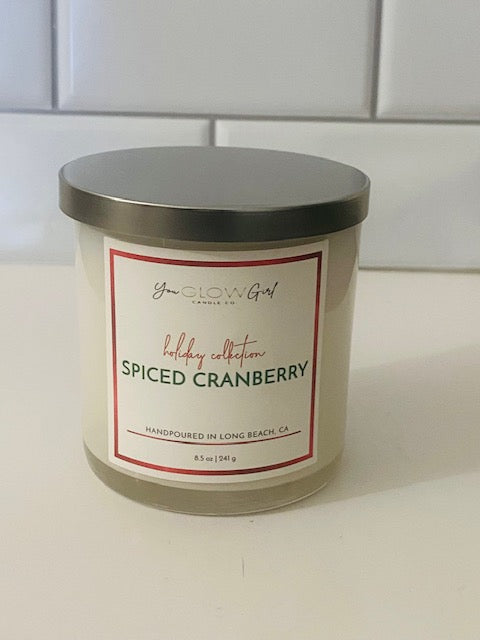 You GLOW Girl
CANDLE CO.
holiday collection
SPICED CRANBERRY
HANDPOURED IN LONG BEACH, CA
8.5 oz | 241 g